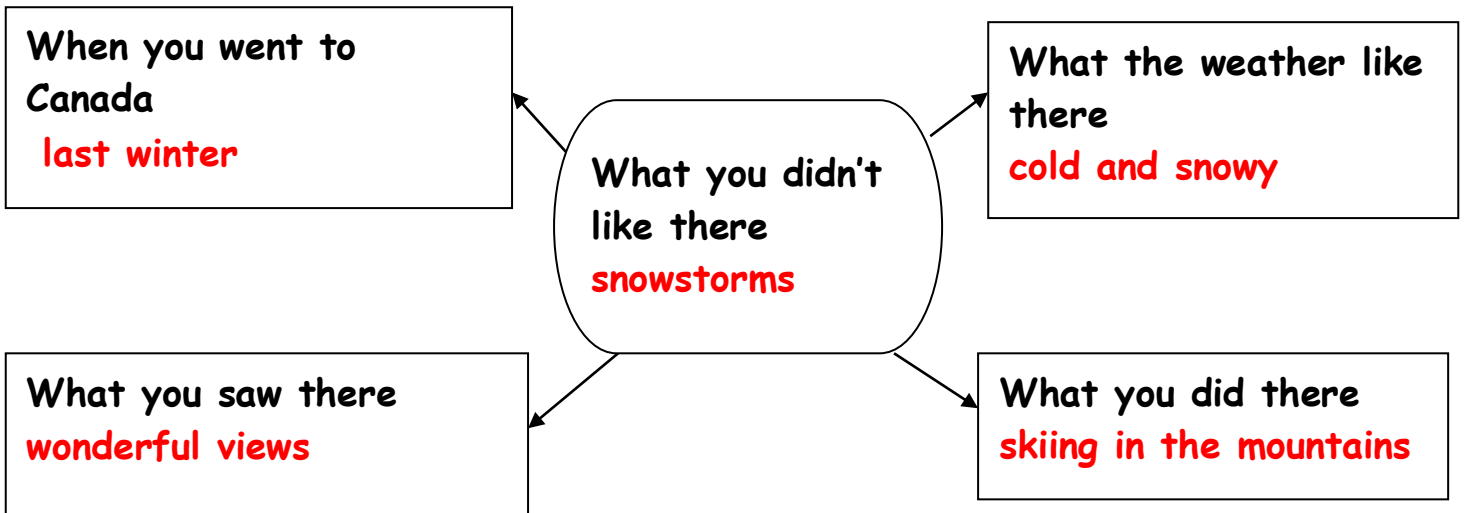 When you went to
Canada
last winter
What the weather like
there
cold and snowy
What you didn't
like there
snowstorms
What you saw there
wonderful views
What you did there
skiing in the mountains